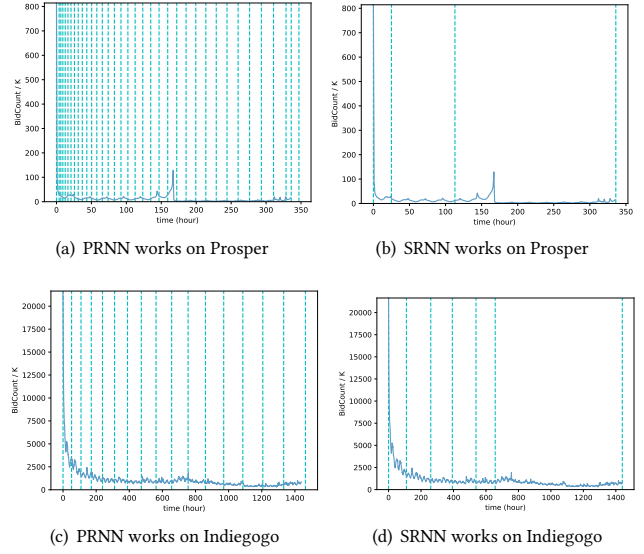 800
700
600
500
400
300
200
100
0
BidCount / K
0 50 100 150 200 250 300 350
time (hour)
(a) PRNN works on Prosper
800
700
600
500
400
300
200
100
0
BidCount / K
0 50 100 150 200 250 300 350
time (hour)
(b) SRNN works on Prosper
20000
17500
15000
12500
10000
7500
5000
2500
0
BidCount / K
0 200 400 600 800 1000 1200 1400
time (hour)
(c) PRNN works on Indiegogo
20000
17500
15000
12500
10000
7500
5000
2500
0
BidCount / K
0 200 400 600 800 1000 1200 1400
time (hour)
(d) SRNN works on Indiegogo